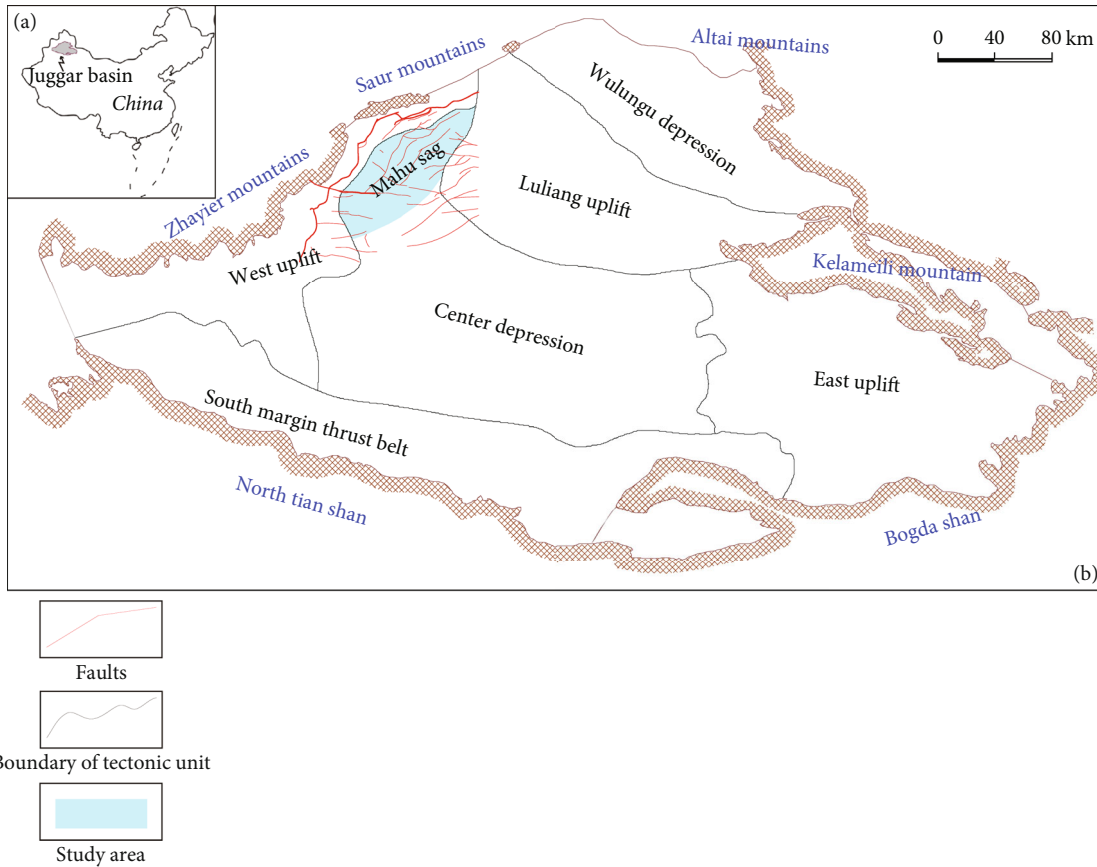 (a)
Juggar basin
China
Altai mountains
0 40 80 km
Saur mountains
Wulungu depression
Mahu sag
Luliang uplift
Zhayier mountains
West uplift
Kelameili mountain
Center depression
East uplift
South margin thrust belt
North tian shan
Bogda shan
(b)
Faults
Boundary of tectonic unit
Study area